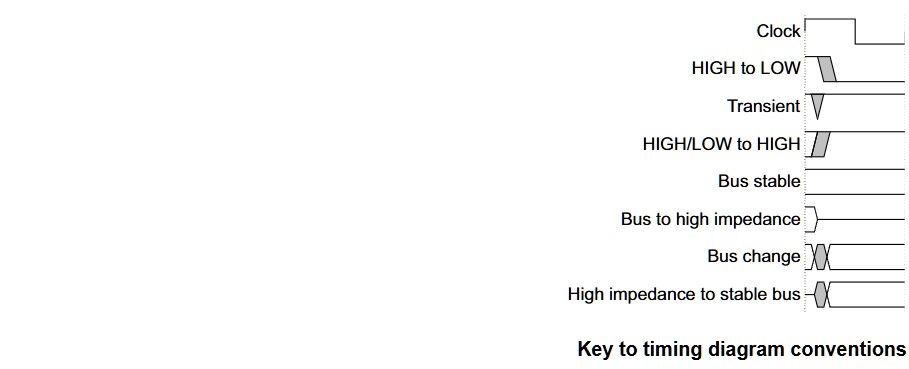 Clock
HIGH to LOW
Transient
HIGH/LOW to HIGH
Bus stable
Bus to high impedance
Bus change
High impedance to stable bus
Key to timing diagram conventions